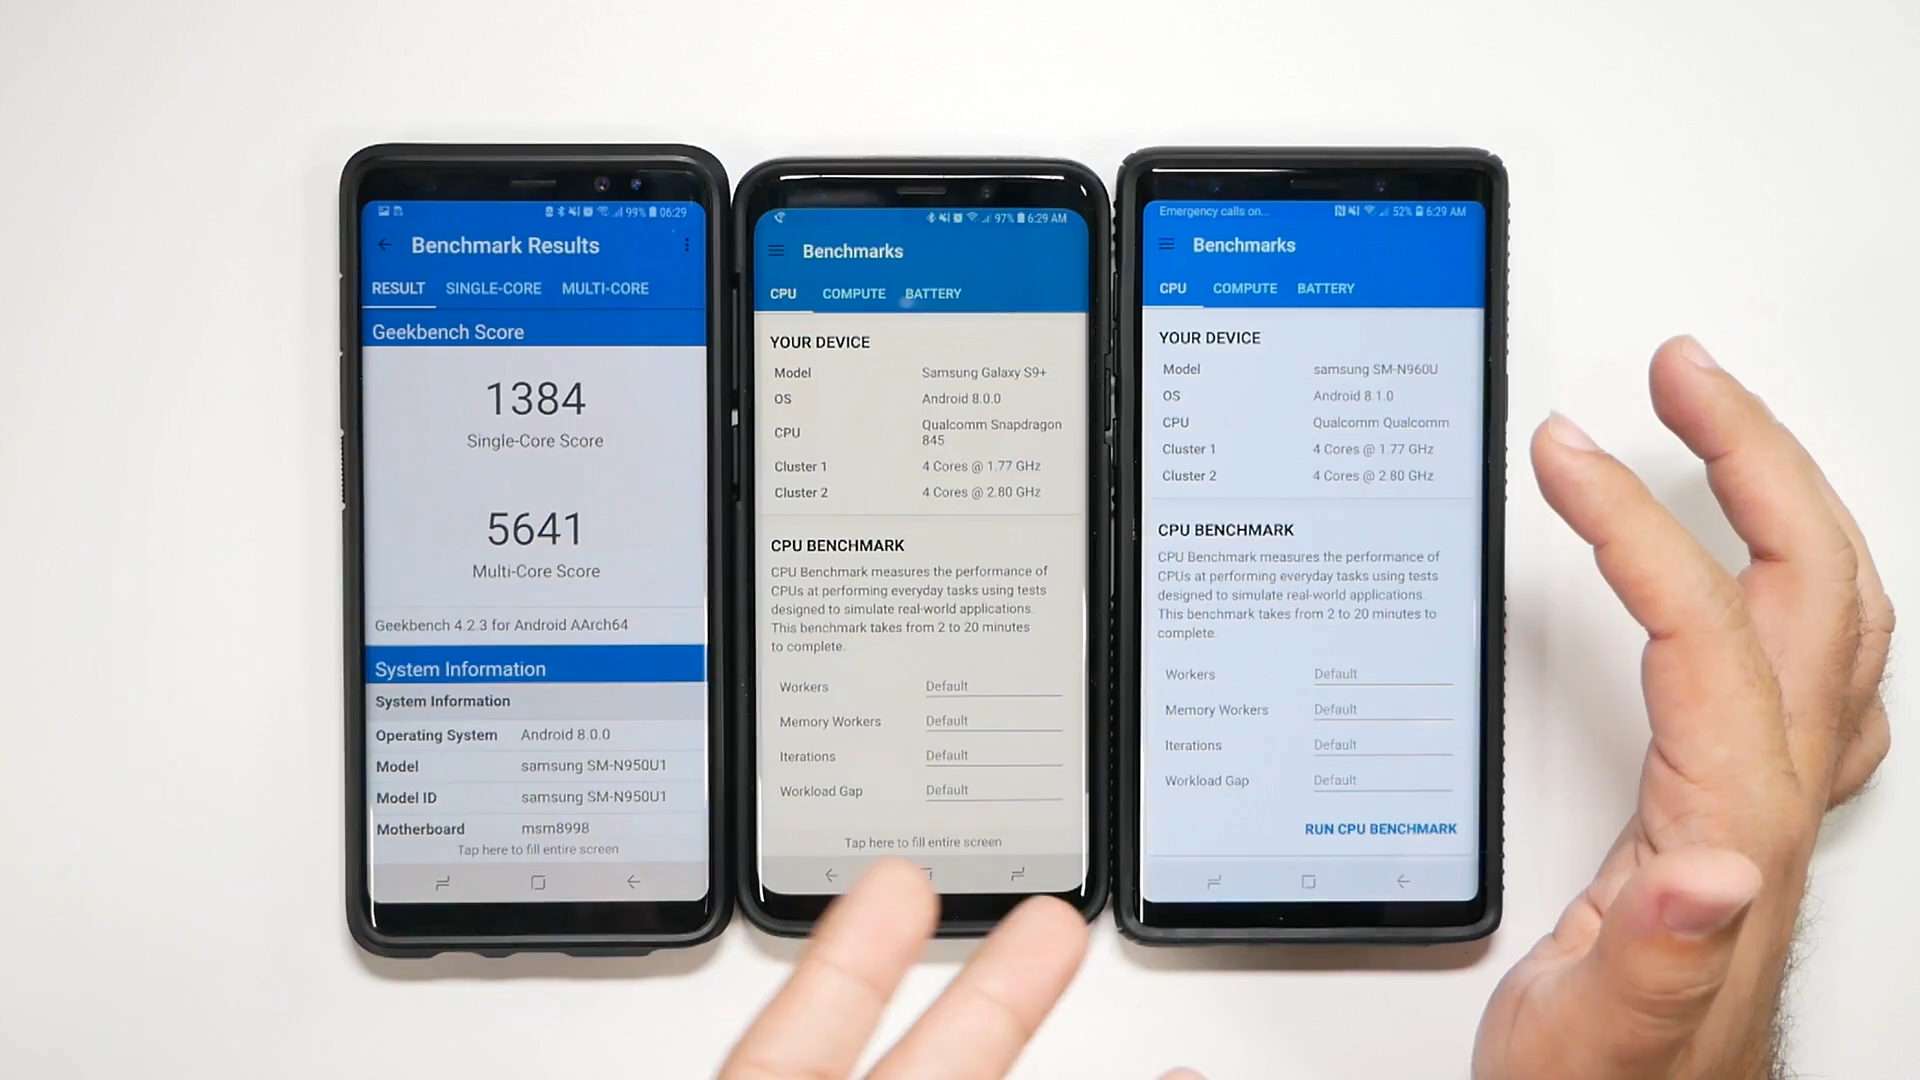 99% 06:29
Benchmark Results
RESULT SINGLE-CORE MULTI-CORE
Geekbench Score
1384
Single-Core Score
5641
Multi-Core Score
Geekbench 4.2.3 for Android AArch64
System Information
System Information
Operating System Android 8.0.0
Model samsung SM-N950U1
Model ID samsung SM-N950U1
Motherboard msm8998
Tap here to fill entire screen
97% 6:29 AM
Benchmarks
CPU COMPUTE BATTERY
YOUR DEVICE
Model Samsung Galaxy S9+
OS Android 8.0.0
CPU Qualcomm Snapdragon
845
Cluster 1 4 Cores @ 1.77 GHz
Cluster 2 4 Cores @ 2.80 GHz
CPU BENCHMARK
CPU Benchmark measures the performance of
CPUs at performing everyday tasks using tests
designed to simulate real-world applications.
This benchmark takes from 2 to 20 minutes
to complete.
Workers Default
Memory Workers Default
Iterations Default
Workload Gap Default
Tap here to fill entire screen
Emergency calls on... 52% 6:29 AM
Benchmarks
CPU COMPUTE BATTERY
YOUR DEVICE
Model samsung SM-N960U
OS Android 8.1.0
CPU Qualcomm Qualcomm
Cluster 1 4 Cores @ 1.77 GHz
Cluster 2 4 Cores @ 2.80 GHz
CPU BENCHMARK
CPU Benchmark measures the performance of
CPUs at performing everyday tasks using tests
designed to simulate real-world applications.
This benchmark takes from 2 to 20 minutes to
complete.
Workers Default
Memory Workers Default
Iterations Default
Workload Gap Default
RUN CPU BENCHMARK